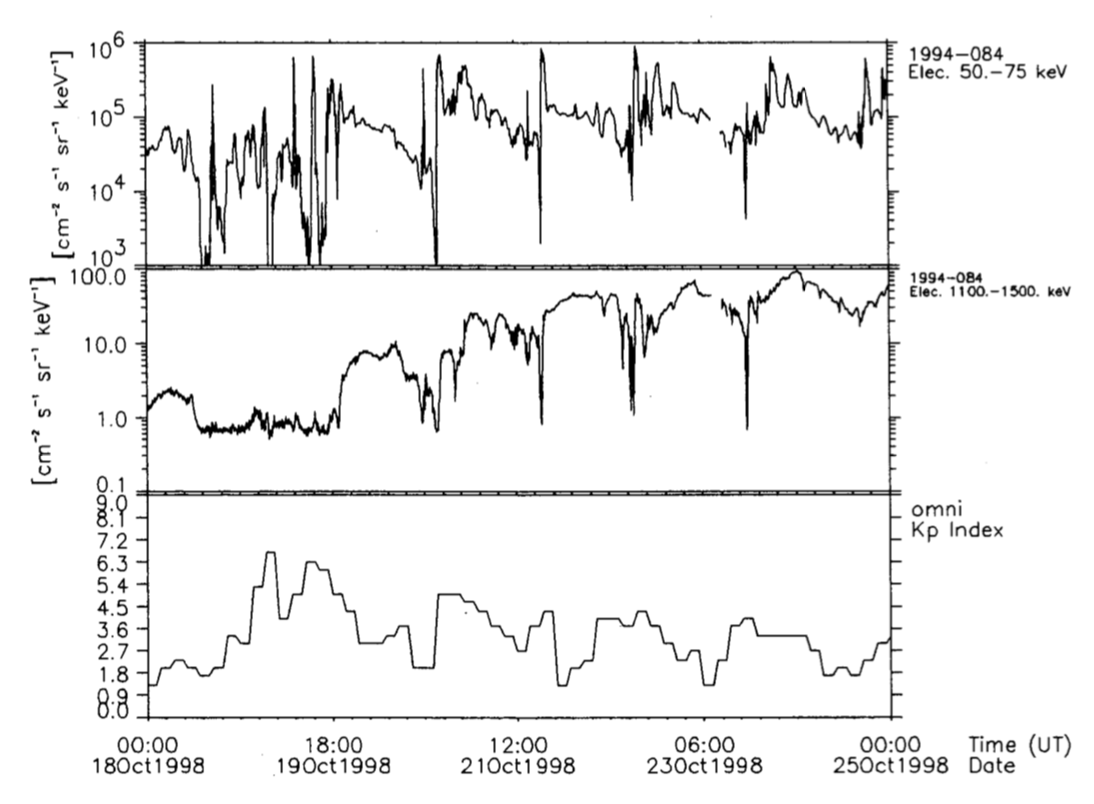 10⁶
10⁵
10⁴
10³
[cm⁻² s⁻¹ sr⁻¹ keV⁻¹]
1994-084
Elec. 50.-75 keV
100.0
10.0
1.0
0.1
[cm⁻² s⁻¹ sr⁻¹ keV⁻¹]
1994-084
Elec. 1100.-1500. keV
9.0
8.1
7.2
6.3
5.4
4.5
3.6
2.7
1.8
0.9
0.0
omni
Kp Index
00:00 18:00 12:00 06:00 00:00 Time (UT)
18Oct1998 19Oct1998 21Oct1998 23Oct1998 25Oct1998 Date